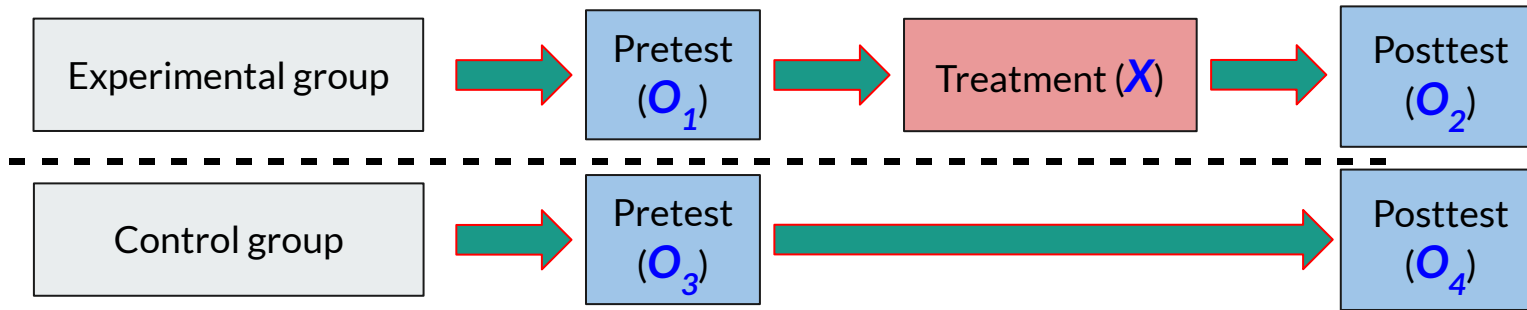 Experimental group
Pretest
(O₁)
Treatment (X)
Posttest
(O₂)
Control group
Pretest
(O₃)
Posttest
(O₄)